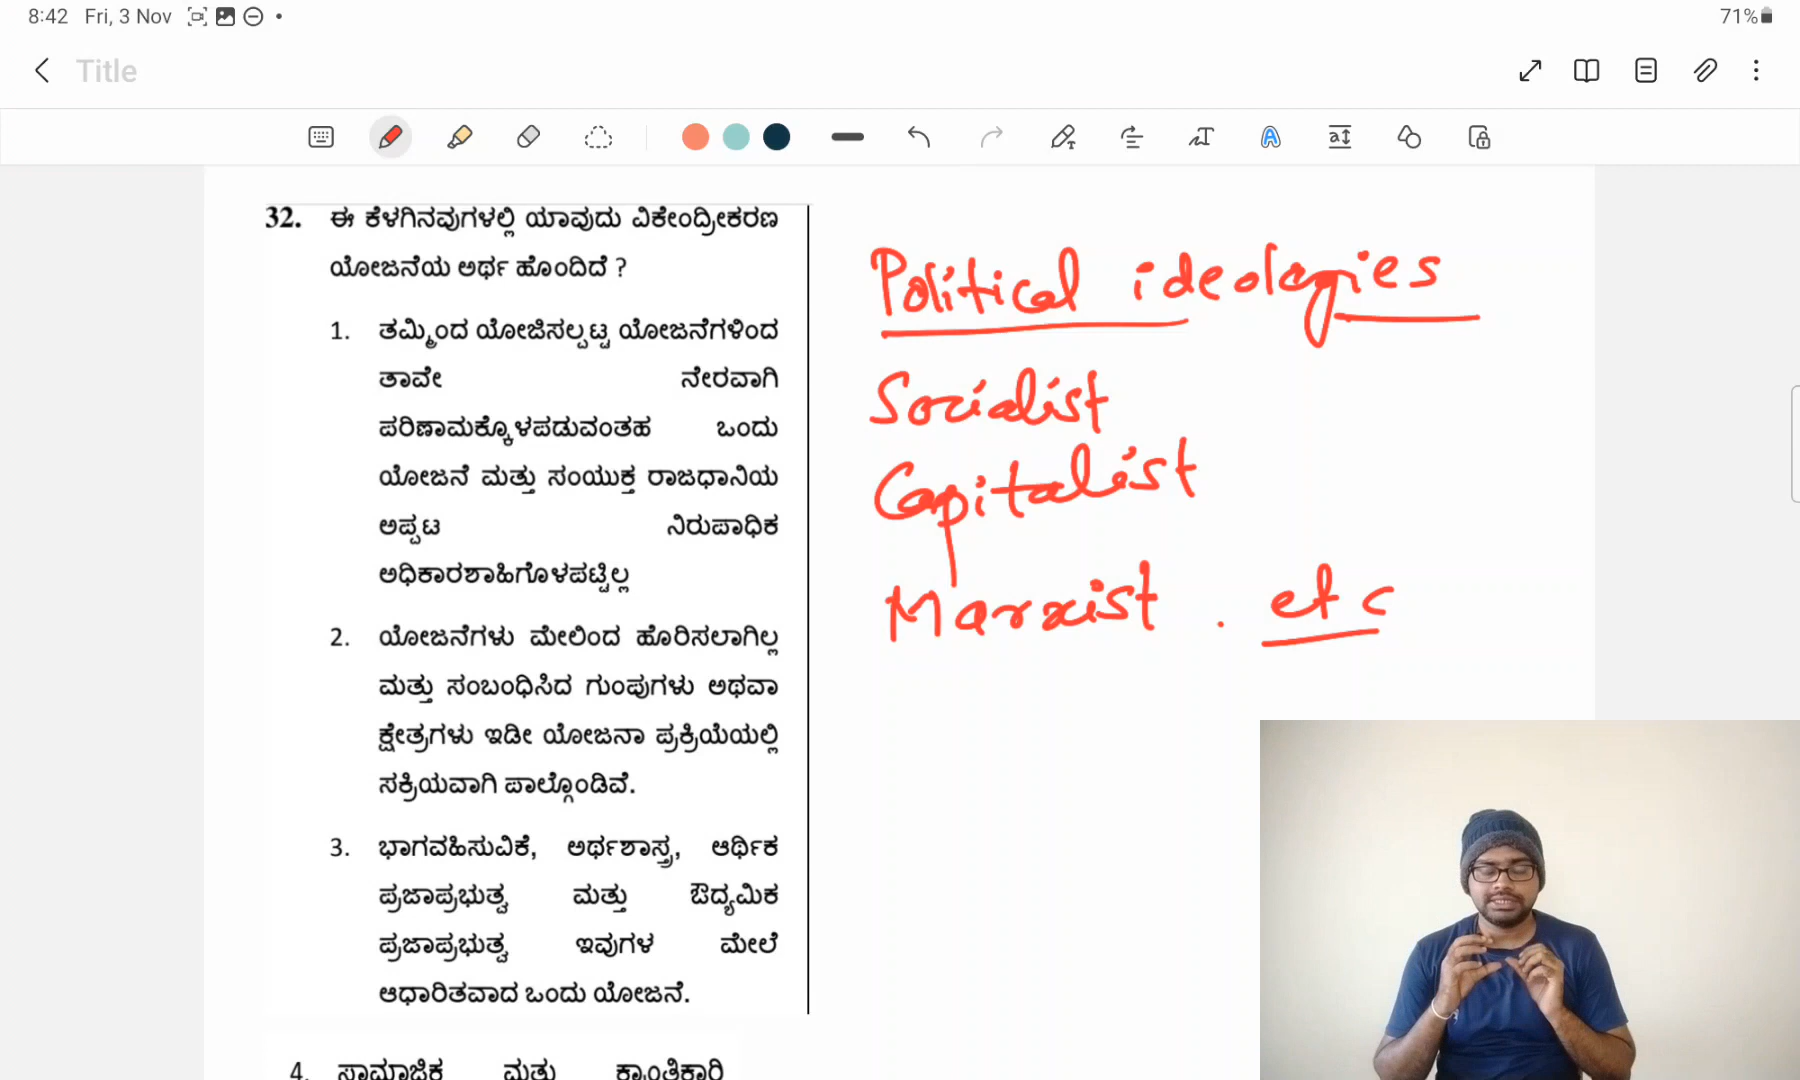 8:42 Fri, 3 Nov
71%
Title
32. ಈ ಕೆಳಗಿನವುಗಳಲ್ಲಿ ಯಾವುದು ವಿಕೇಂದ್ರೀಕರಣ
ಯೋಜನೆಯ ಅರ್ಥ ಹೊಂದಿದೆ ?
1. ತಮ್ಮಿಂದ ಯೋಜಿಸಲ್ಪಟ್ಟ ಯೋಜನೆಗಳಿಂದ
ತಾವೇ ನೇರವಾಗಿ
ಪರಿಣಾಮಕ್ಕೊಳಪಡುವಂತಹ ಒಂದು
ಯೋಜನೆ ಮತ್ತು ಸಂಯುಕ್ತ ರಾಜಧಾನಿಯ
ಅಪ್ಪಟ ನಿರುಪಾಧಿಕ
ಅಧಿಕಾರಶಾಹಿಗೊಳಪಟ್ಟಿಲ್ಲ
2. ಯೋಜನೆಗಳು ಮೇಲಿಂದ ಹೊರಿಸಲಾಗಿಲ್ಲ
ಮತ್ತು ಸಂಬಂಧಿಸಿದ ಗುಂಪುಗಳು ಅಥವಾ
ಕ್ಷೇತ್ರಗಳು ಇಡೀ ಯೋಜನಾ ಪ್ರಕ್ರಿಯೆಯಲ್ಲಿ
ಸಕ್ರಿಯವಾಗಿ ಪಾಲ್ಗೊಂಡಿವೆ.
3. ಭಾಗವಹಿಸುವಿಕೆ, ಅರ್ಥಶಾಸ್ತ್ರ, ಆರ್ಥಿಕ
ಪ್ರಜಾಪ್ರಭುತ್ವ ಮತ್ತು ಔದ್ಯಮಿಕ
ಪ್ರಜಾಪ್ರಭುತ್ವ ಇವುಗಳ ಮೇಲೆ
ಆಧಾರಿತವಾದ ಒಂದು ಯೋಜನೆ.
4. ಸಾಮಾಜಿಕ ಮತ್ತು ಕ್ರಾಂತಿಕಾರಿ
Political ideologies
Socialist
Capitalist
Marxist . etc